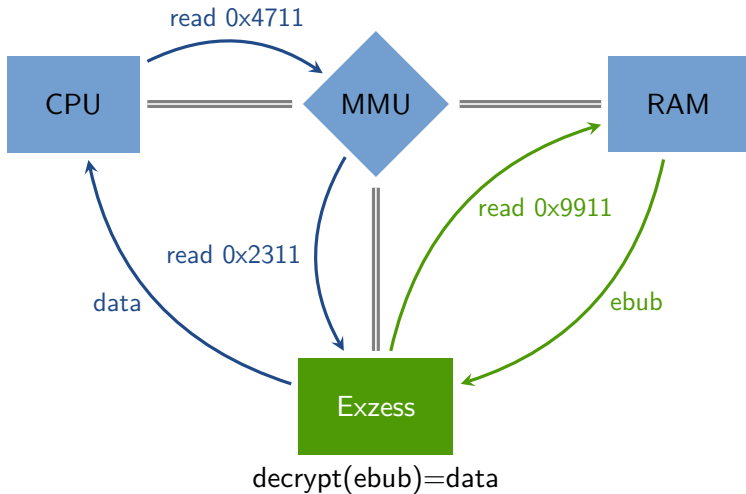 read 0x4711
CPU
MMU
RAM
read 0x9911
read 0x2311
data
ebub
Exzess
decrypt(ebub)=data